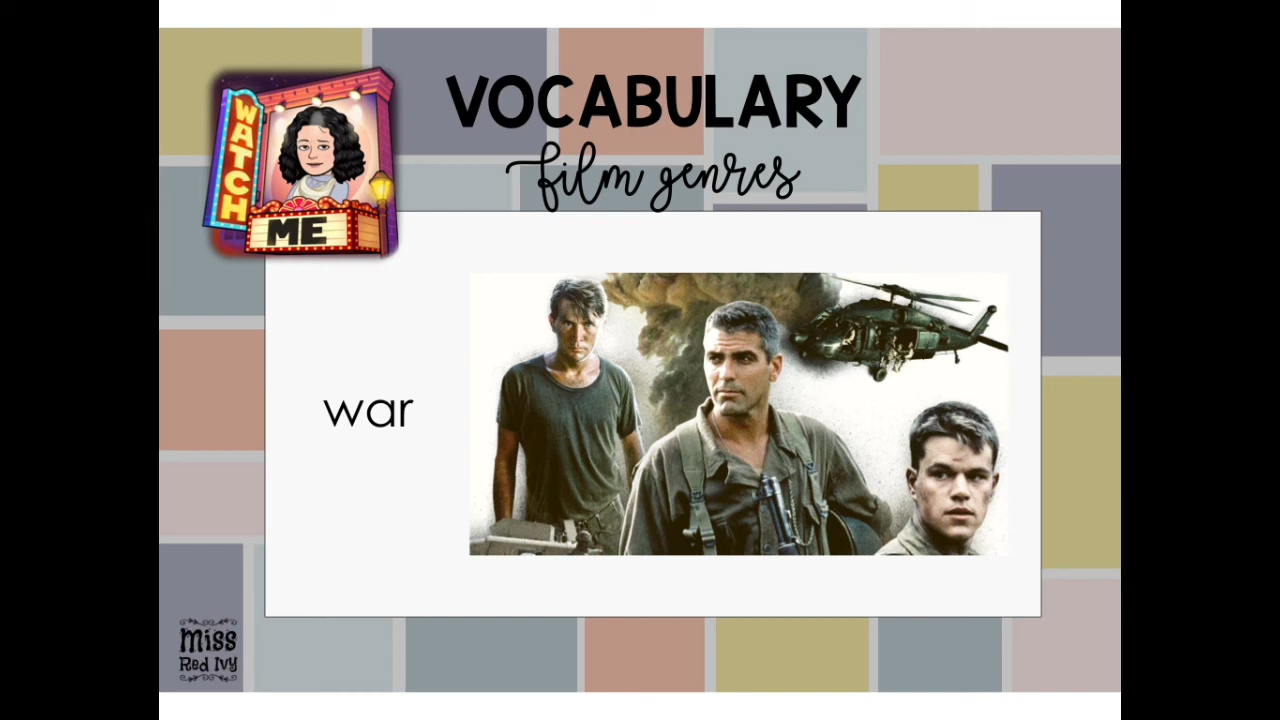 VOCABULARY
film genres
WATCH
ME
war
Miss
Red Ivy